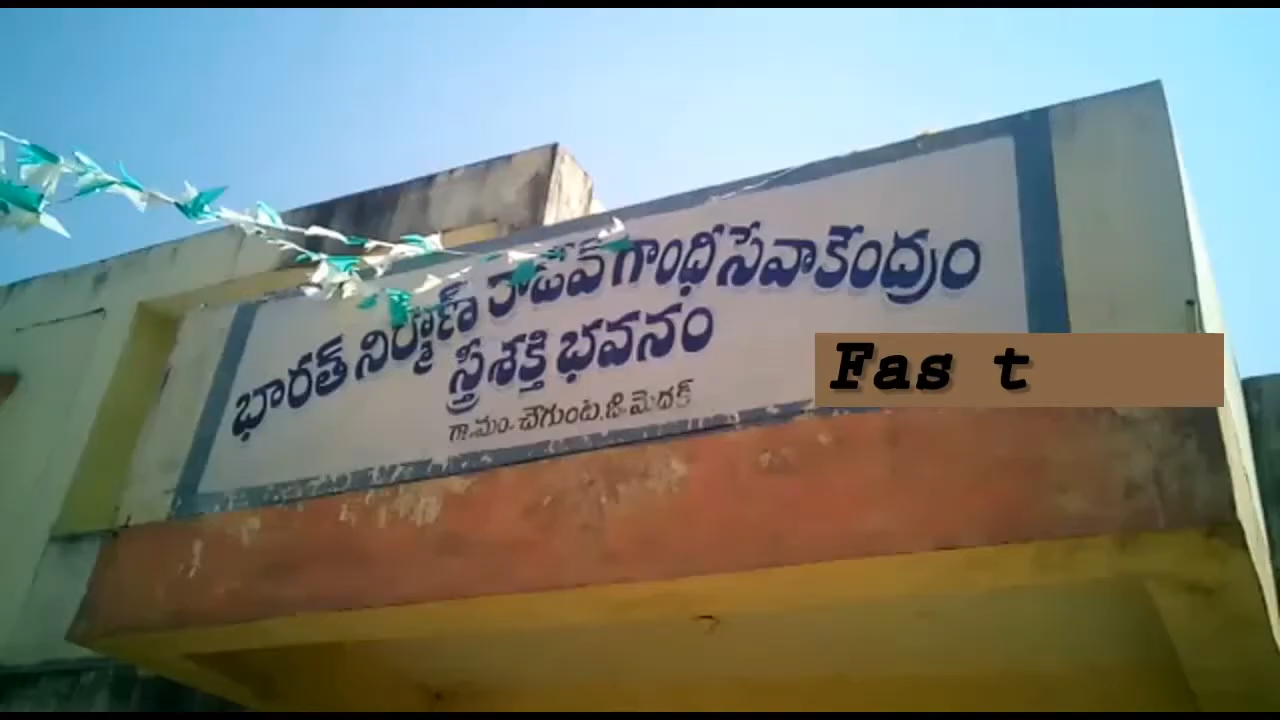 భారత్ నిర్మాణ్ రాజీవ్ గాంధీ సేవా కేంద్రం
స్త్రీ శక్తి భవనం
గ్రా.మం. చేగుంట, జి. మెదక్
Fas t